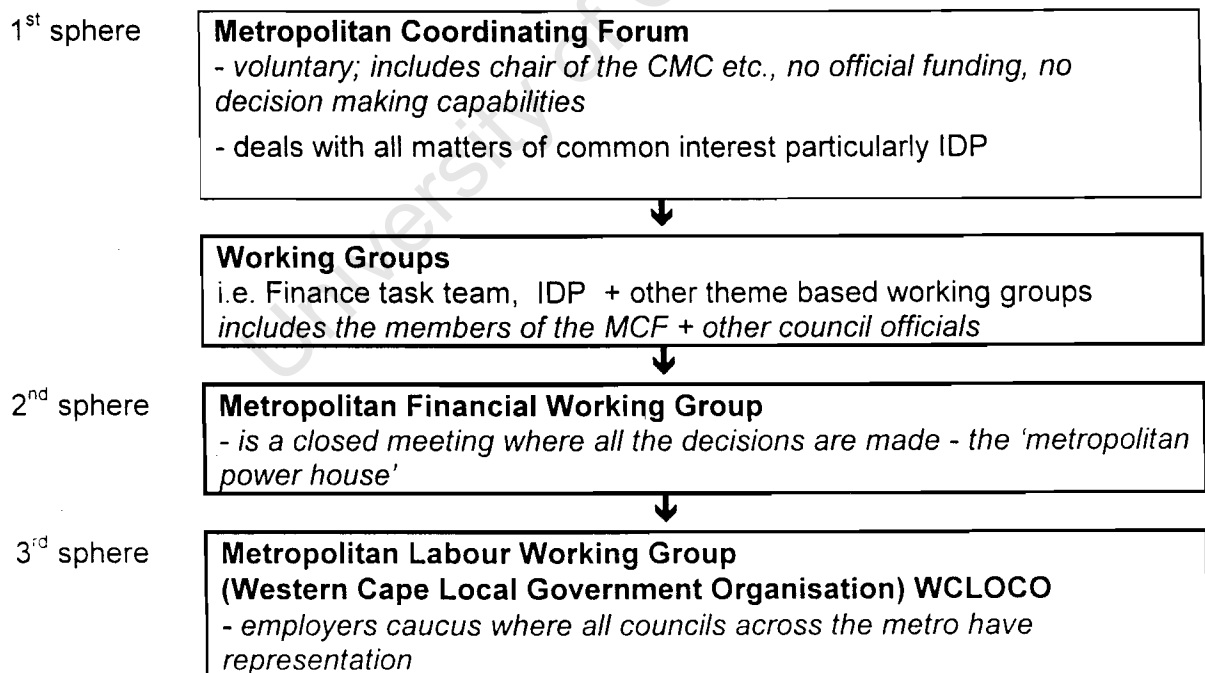 1st sphere
Metropolitan Coordinating Forum
- voluntary; includes chair of the CMC etc., no official funding, no
decision making capabilities
- deals with all matters of common interest particularly IDP
Working Groups
i.e. Finance task team, IDP + other theme based working groups
includes the members of the MCF + other council officials
2nd sphere
Metropolitan Financial Working Group
- is a closed meeting where all the decisions are made - the ‘metropolitan
power house’
3rd sphere
Metropolitan Labour Working Group
(Western Cape Local Government Organisation) WCLOCO
- employers caucus where all councils across the metro have
representation
University of